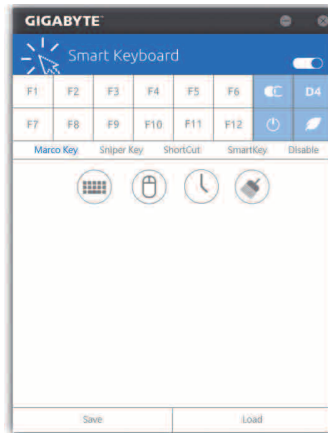 GIGABYTE™
Smart Keyboard
F1 F2 F3 F4 F5 F6 D4
F7 F8 F9 F10 F11 F12
Marco Key Sniper Key ShortCut SmartKey Disable
Save Load